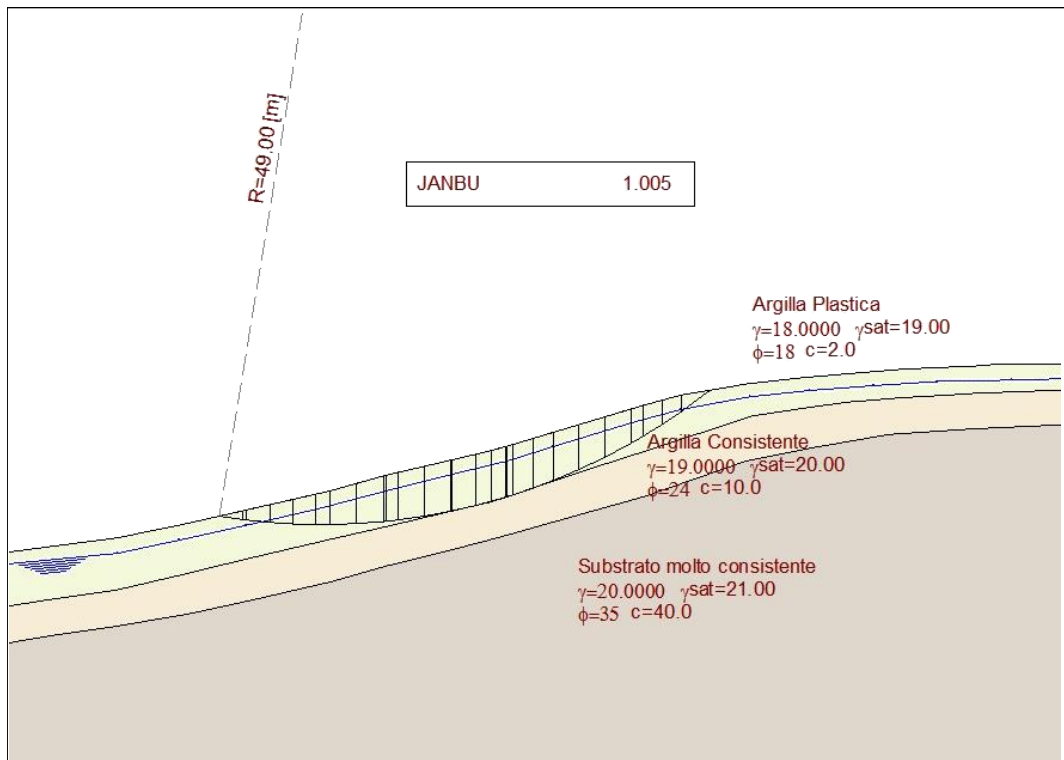 R=49.00 [m]
JANBU 1.005
Argilla Plastica
γ=18.0000 γsat=19.00
ϕ=18 c=2.0
Argilla Consistente
γ=19.0000 γsat=20.00
ϕ=24 c=10.0
Substrato molto consistente
γ=20.0000 γsat=21.00
ϕ=35 c=40.0